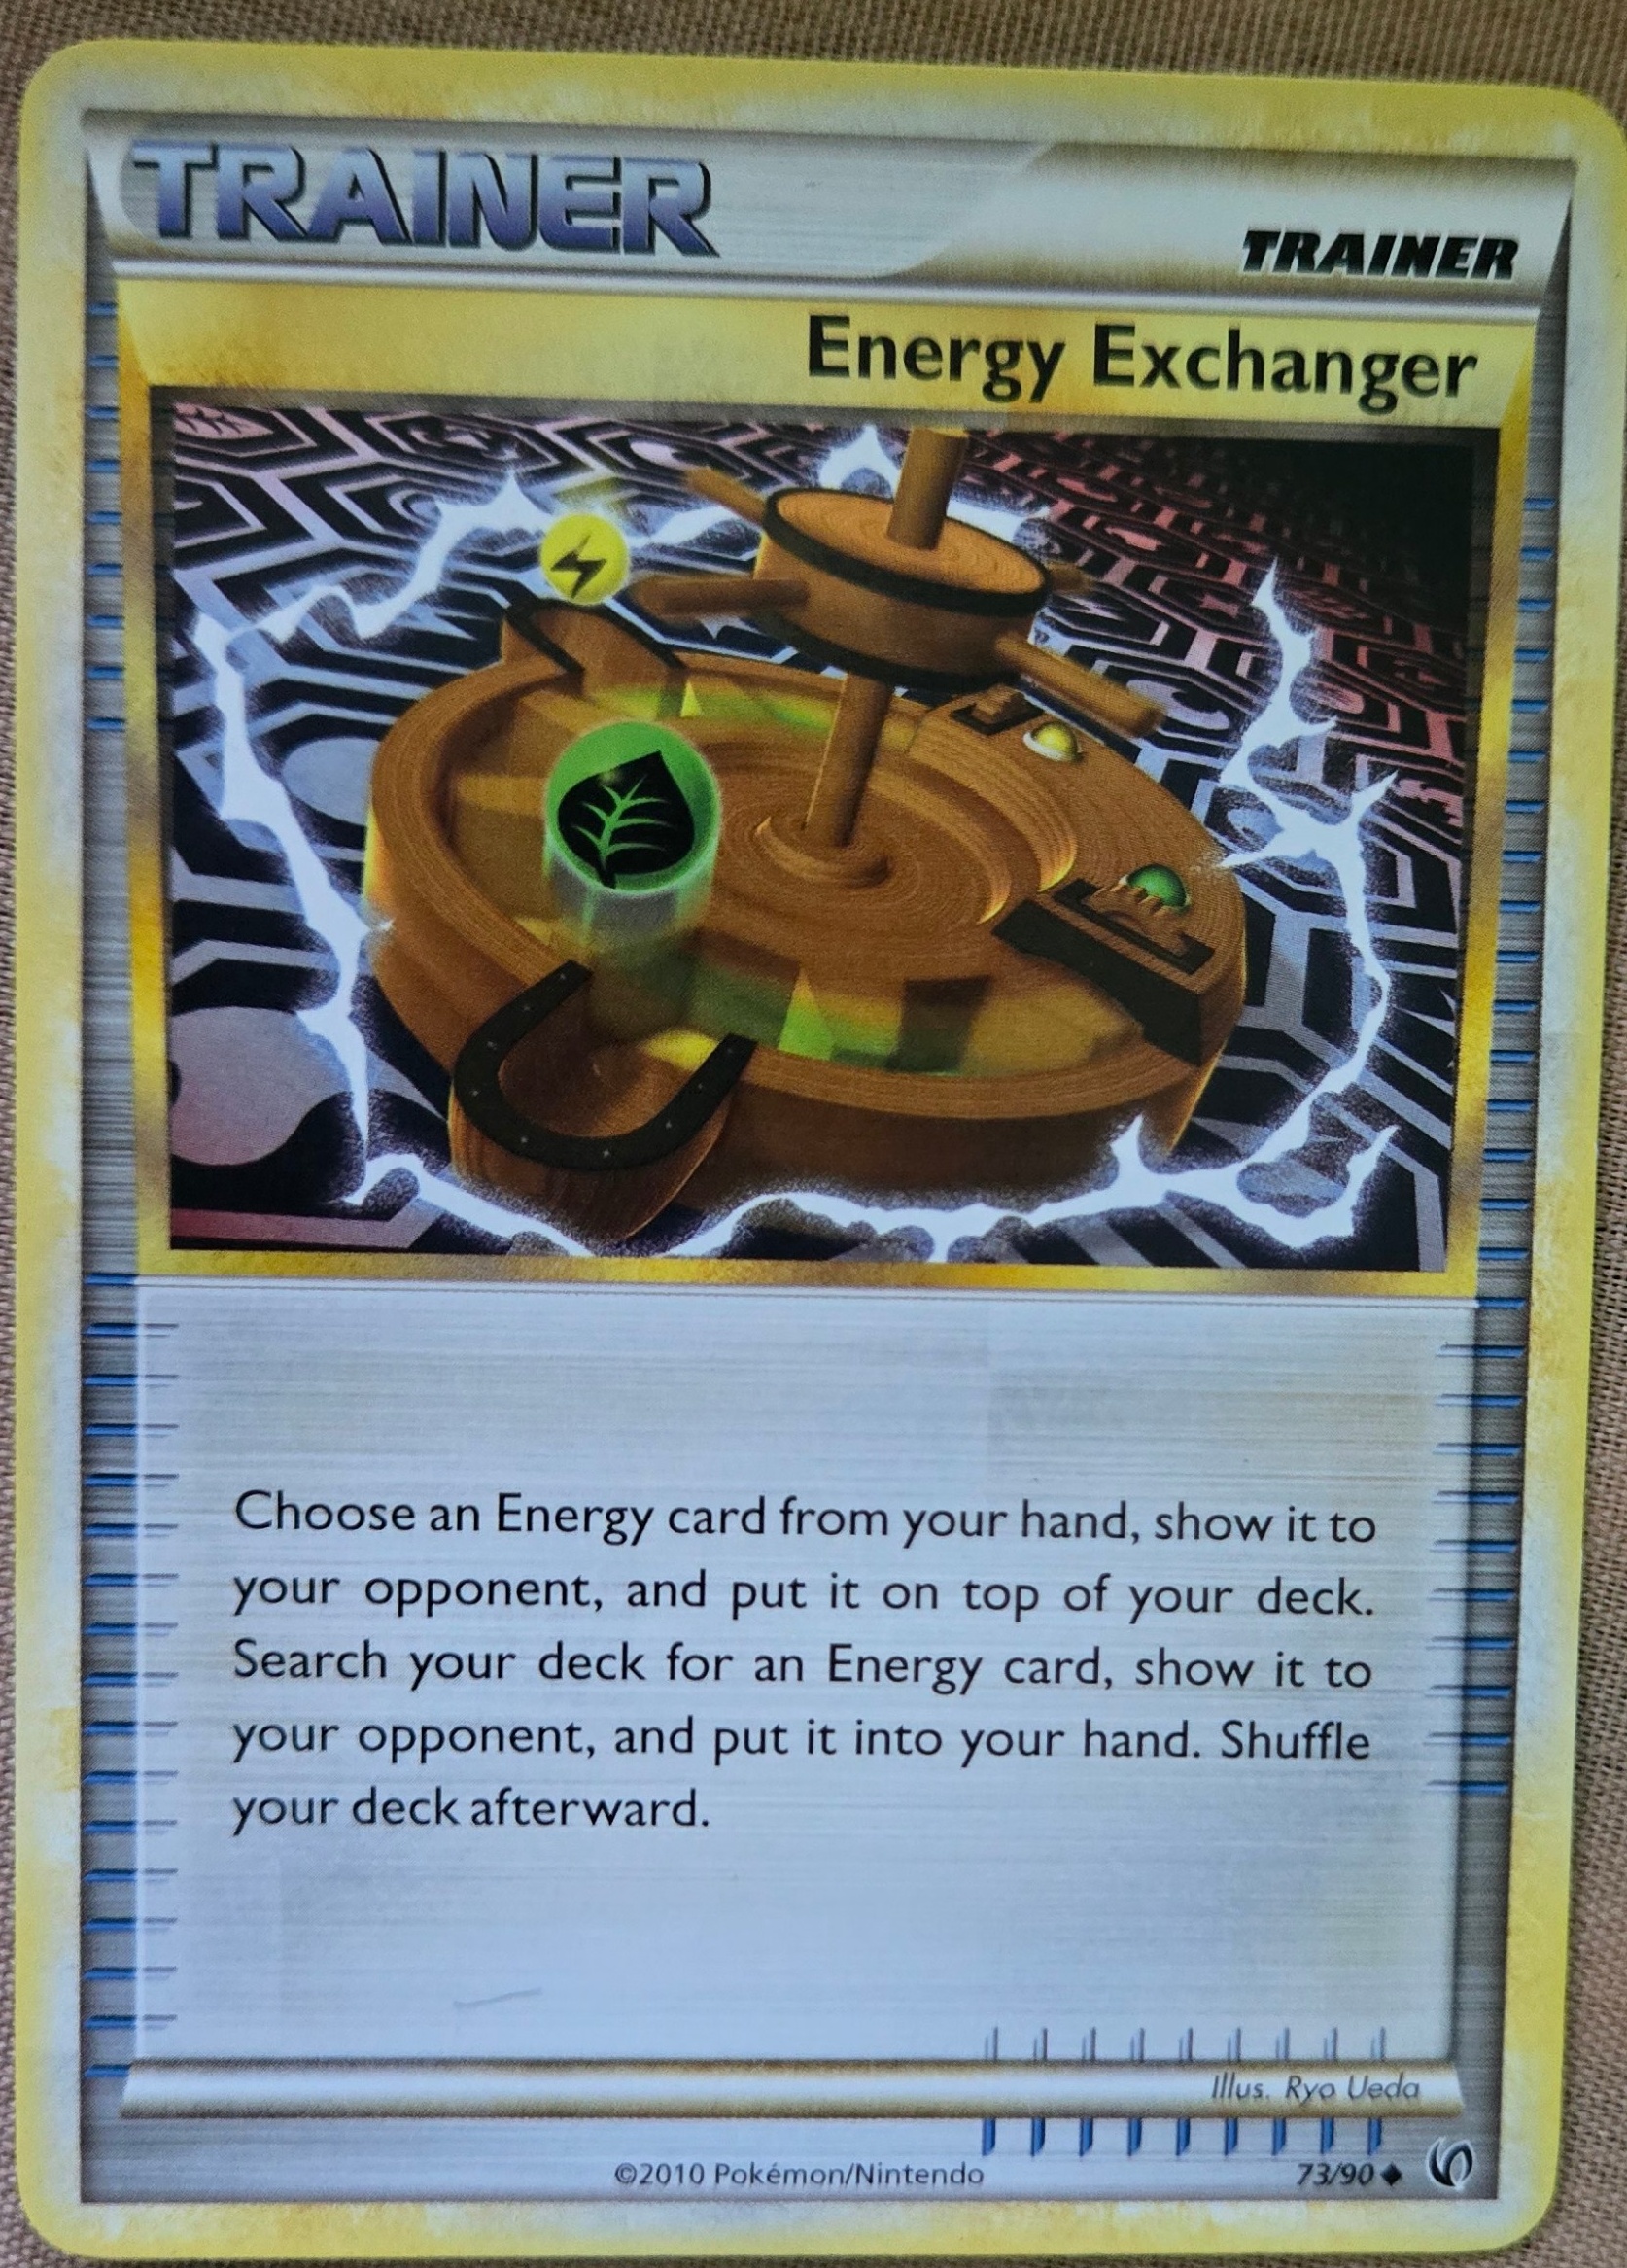 TRAINER
TRAINER
Energy Exchanger
Choose an Energy card from your hand, show it to
your opponent, and put it on top of your deck.
Search your deck for an Energy card, show it to
your opponent, and put it into your hand. Shuffle
your deck afterward.
Illus. Ryo Ueda
©2010 Pokémon/Nintendo
73/90◆